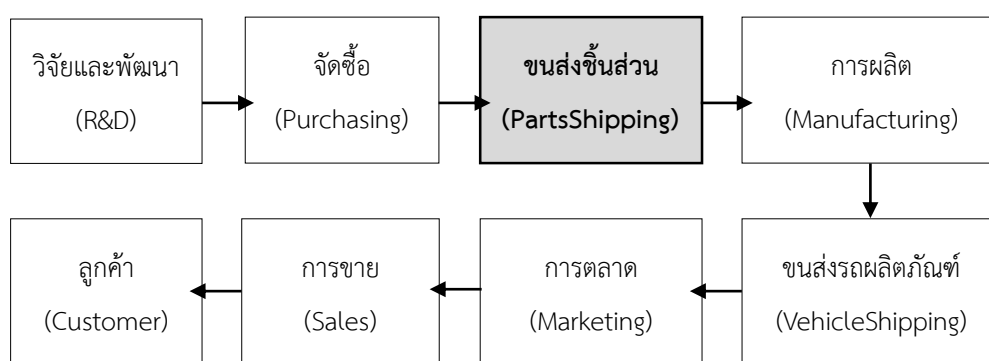 วิจัยและพัฒนา
(R&D)
จัดซื้อ
(Purchasing)
ขนส่งชิ้นส่วน
(PartsShipping)
การผลิต
(Manufacturing)
ลูกค้า
(Customer)
การขาย
(Sales)
การตลาด
(Marketing)
ขนส่งรถผลิตภัณฑ์
(VehicleShipping)